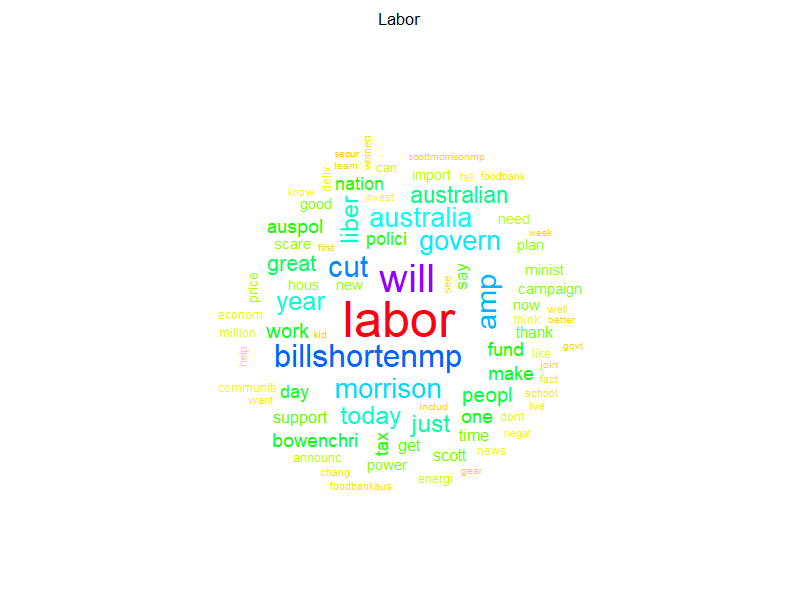 Labor
women
secur
scottmorrisonmp
team
can
deliv
import
fall
foodbank
nation
know
invest
australian
good
liber
australia
need
auspol
week
polici
govern
scare
first
plan
great
cut
will
say
minist
price
hous
new
see
amp
campaign
year
now
well
econom
labor
think
better
million
work
kid
thank
help
billshortenmp
fund
like
govt
join
communiti
morrison
make
fact
want
day
peopl
school
includ
live
support
today
just
one
dont
bowenchri
tax
get
time
negat
announc
power
scott
news
chang
energi
gear
foodbankaus